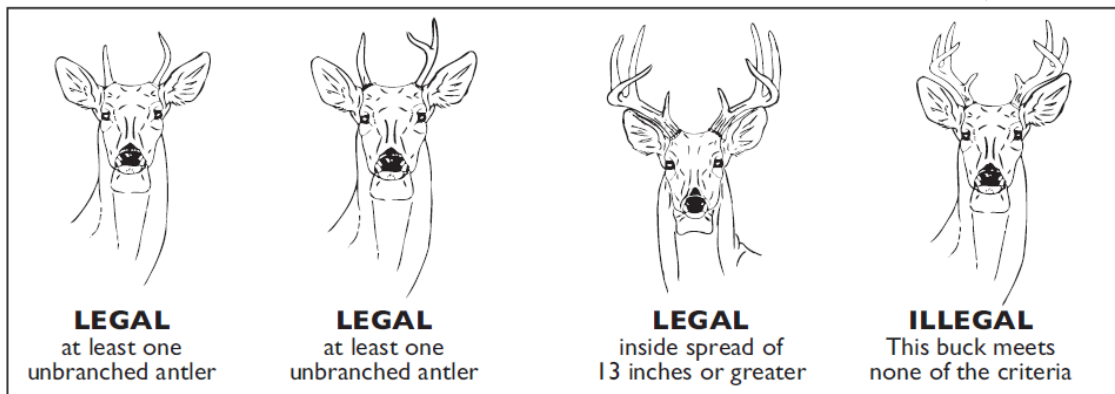 LEGAL
at least one
unbranched antler
LEGAL
at least one
unbranched antler
LEGAL
inside spread of
13 inches or greater
ILLEGAL
This buck meets
none of the criteria